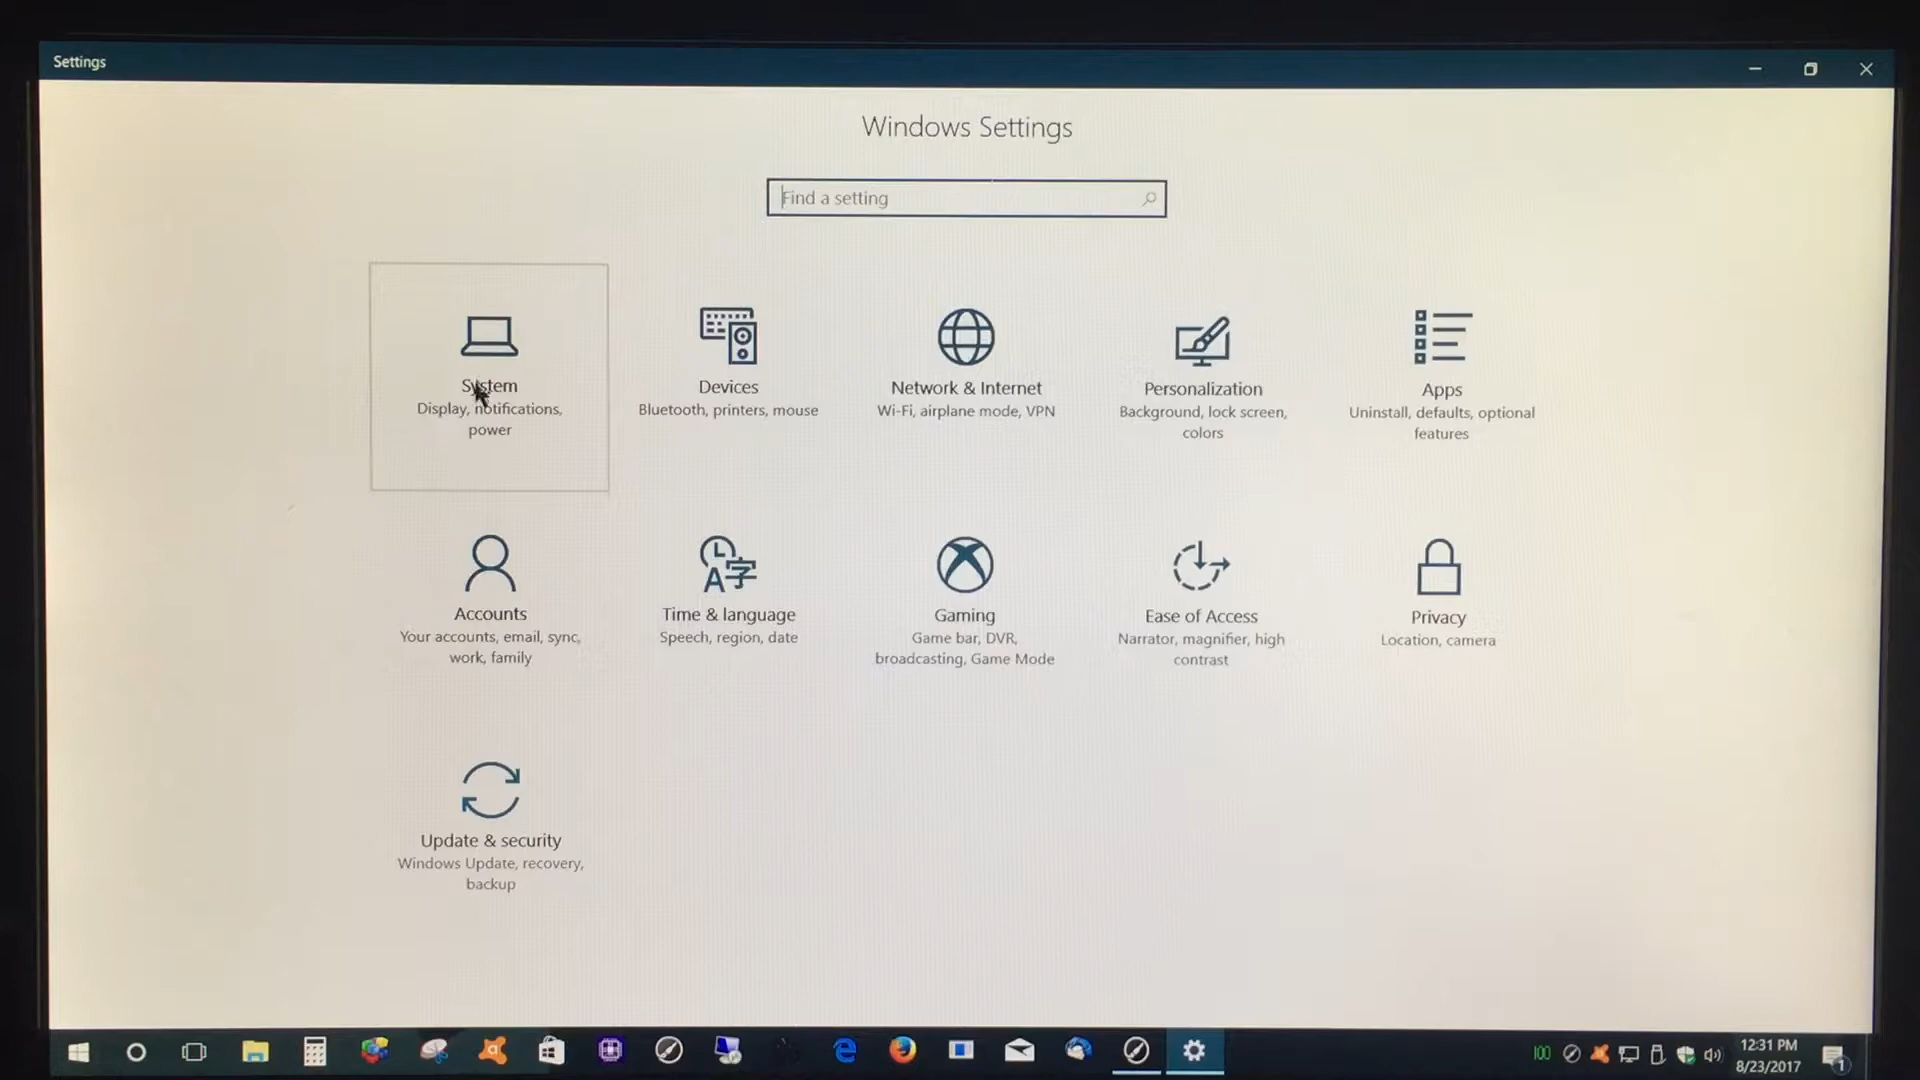 Settings
Windows Settings
Find a setting
System
Display, notifications,
power
Devices
Bluetooth, printers, mouse
Network & Internet
Wi-Fi, airplane mode, VPN
Personalization
Background, lock screen,
colors
Apps
Uninstall, defaults, optional
features
Accounts
Your accounts, email, sync,
work, family
Time & language
Speech, region, date
Gaming
Game bar, DVR,
broadcasting, Game Mode
Ease of Access
Narrator, magnifier, high
contrast
Privacy
Location, camera
Update & security
Windows Update, recovery,
backup
100
12:31 PM
8/23/2017
1